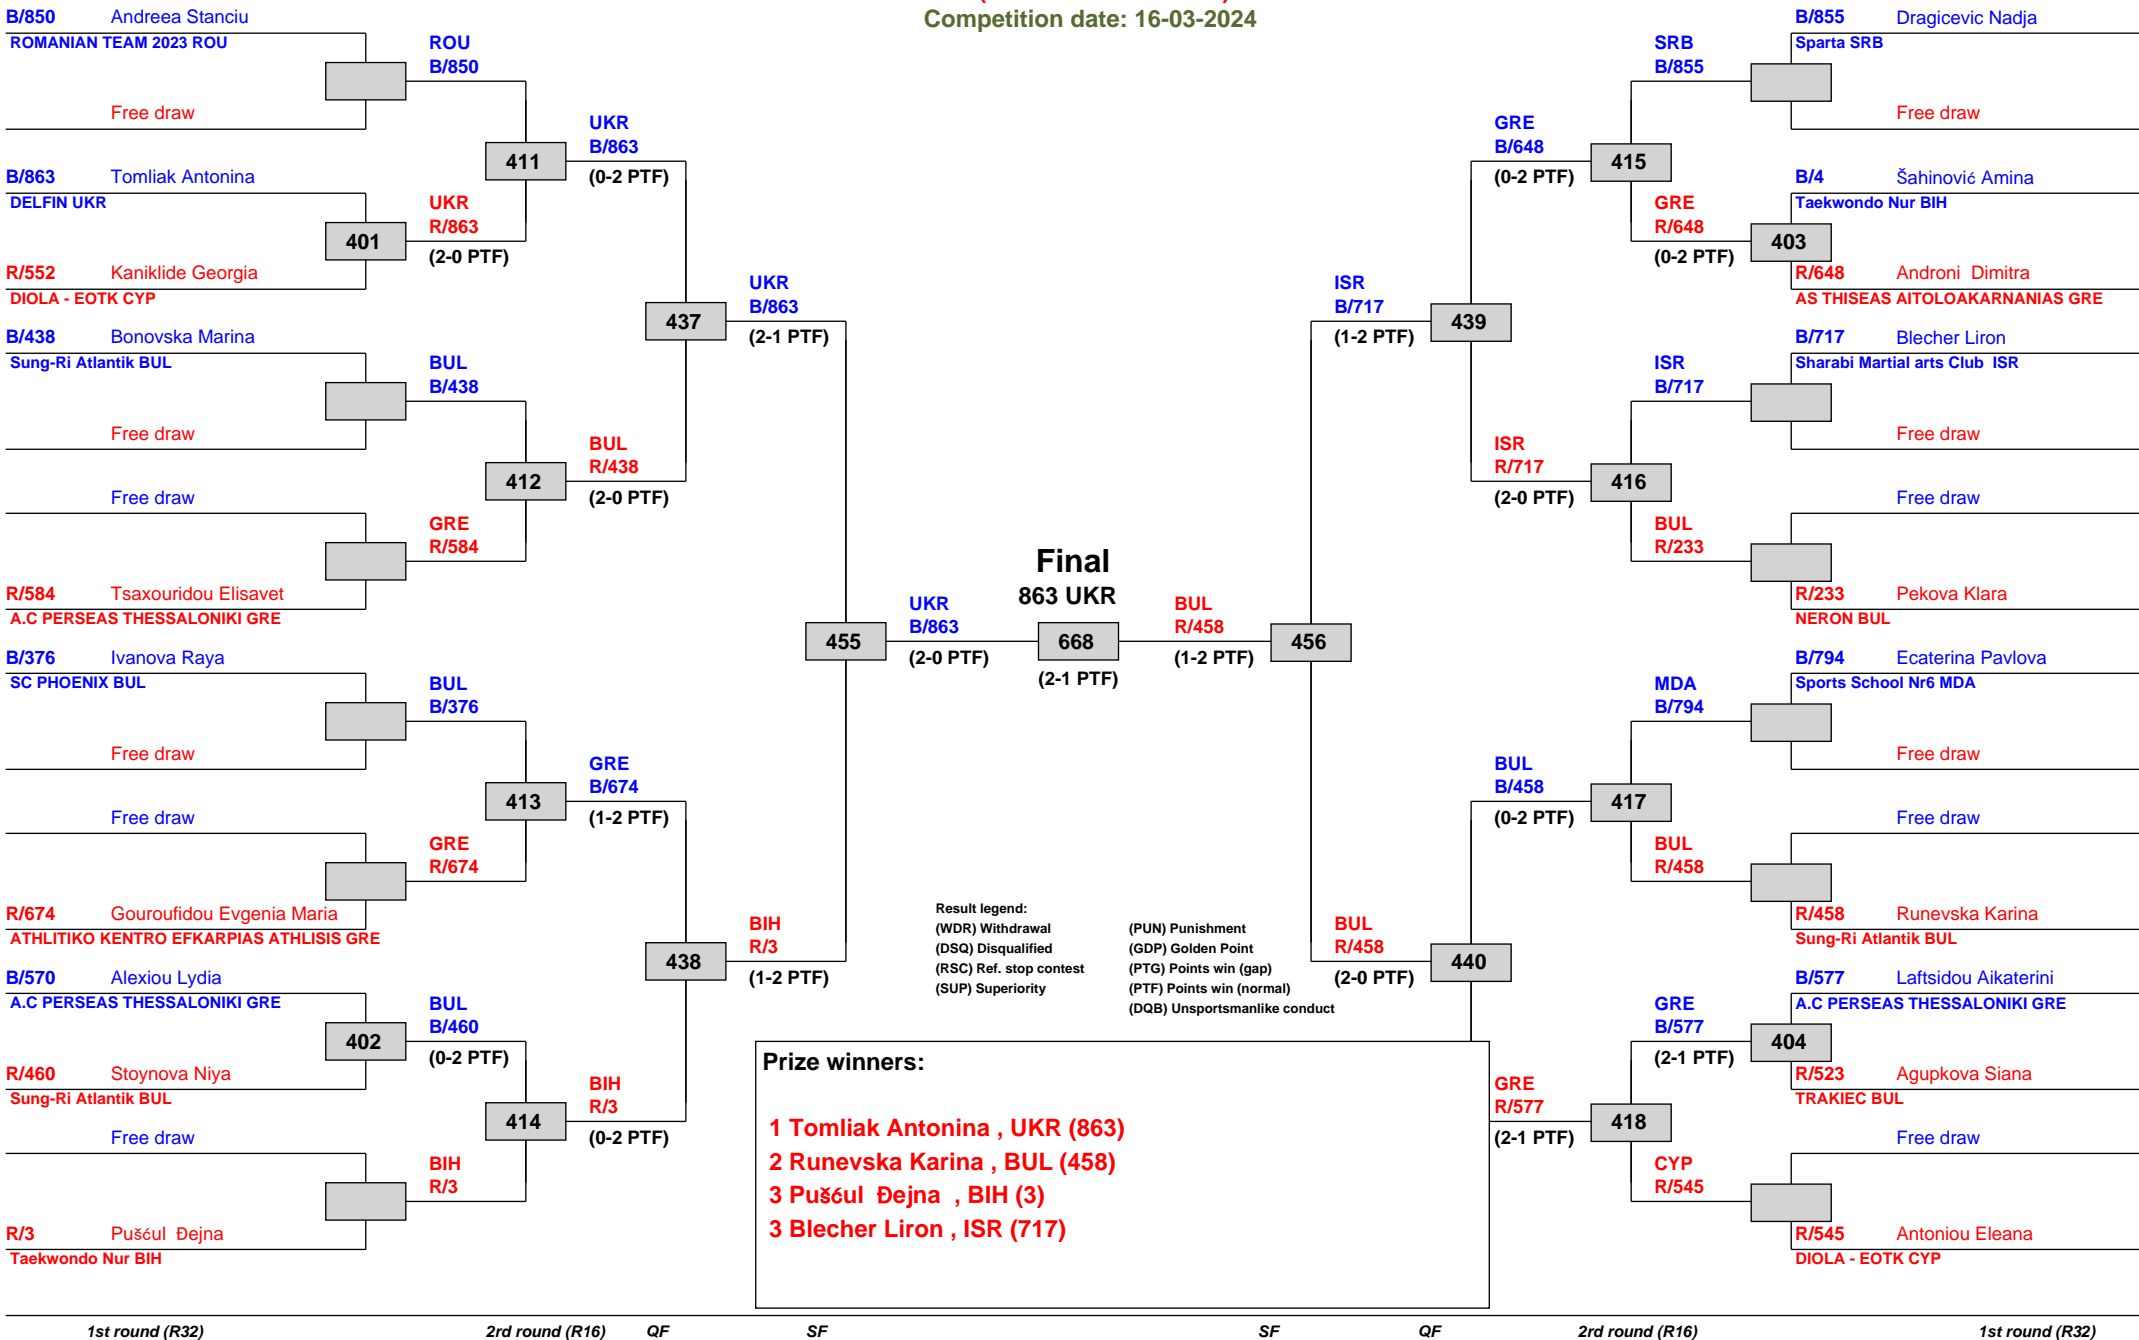 Competition date: 16-03-2024
B/850 Andreea Stanciu
ROMANIAN TEAM 2023 ROU
Free draw
B/863 Tomliak Antonina
DELFIN UKR
401
R/552 Kaniklide Georgia
DIOLA - EOTK CYP
B/438 Bonovska Marina
Sung-Ri Atlantik BUL
Free draw
Free draw
R/584 Tsaxouridou Elisavet
A.C PERSEAS THESSALONIKI GRE
B/376 Ivanova Raya
SC PHOENIX BUL
Free draw
Free draw
R/674 Gouroufidou Evgenia Maria
ATHLITIKO KENTRO EFKARPIAS ATHLISIS GRE
B/570 Alexiou Lydia
A.C PERSEAS THESSALONIKI GRE
402
R/460 Stoynova Niya
Sung-Ri Atlantik BUL
Free draw
R/3 Pušćul Đejna
Taekwondo Nur BIH
ROU
B/850
411
UKR
R/863
(2-0 PTF)
BUL
B/438
412
GRE
R/584
BUL
B/376
413
GRE
R/674
BUL
B/460
(0-2 PTF)
414
BIH
R/3
UKR
B/863
(0-2 PTF)
437
BUL
R/438
(2-0 PTF)
GRE
B/674
(1-2 PTF)
438
BIH
R/3
(0-2 PTF)
UKR
B/863
(2-1 PTF)
455
BIH
R/3
(1-2 PTF)
UKR
B/863
(2-0 PTF)
Final
863 UKR
668
(2-1 PTF)
BUL
R/458
(1-2 PTF)
456
ISR
B/717
(1-2 PTF)
439
BUL
R/458
(2-0 PTF)
440
GRE
B/648
(0-2 PTF)
415
ISR
R/717
(2-0 PTF)
416
BUL
B/458
(0-2 PTF)
417
GRE
R/577
(2-1 PTF)
418
SRB
B/855
GRE
R/648
(0-2 PTF)
403
ISR
B/717
BUL
R/233
MDA
B/794
BUL
R/458
GRE
B/577
(2-1 PTF)
404
CYP
R/545
B/855 Dragicevic Nadja
Sparta SRB
Free draw
B/4 Šahinović Amina
Taekwondo Nur BIH
R/648 Androni Dimitra
AS THISEAS AITOLOAKARNANIAS GRE
B/717 Blecher Liron
Sharabi Martial arts Club ISR
Free draw
Free draw
R/233 Pekova Klara
NERON BUL
B/794 Ecaterina Pavlova
Sports School Nr6 MDA
Free draw
Free draw
R/458 Runevska Karina
Sung-Ri Atlantik BUL
B/577 Laftsidou Aikaterini
A.C PERSEAS THESSALONIKI GRE
R/523 Agupkova Siana
TRAKIEC BUL
Free draw
R/545 Antoniou Eleana
DIOLA - EOTK CYP
Result legend:
(WDR) Withdrawal (PUN) Punishment
(DSQ) Disqualified (GDP) Golden Point
(RSC) Ref. stop contest (PTG) Points win (gap)
(SUP) Superiority (PTF) Points win (normal)
(DQB) Unsportsmanlike conduct
Prize winners:
1 Tomliak Antonina , UKR (863)
2 Runevska Karina , BUL (458)
3 Pušćul Đejna , BIH (3)
3 Blecher Liron , ISR (717)
1st round (R32) 2rd round (R16) QF SF SF QF 2rd round (R16) 1st round (R32)